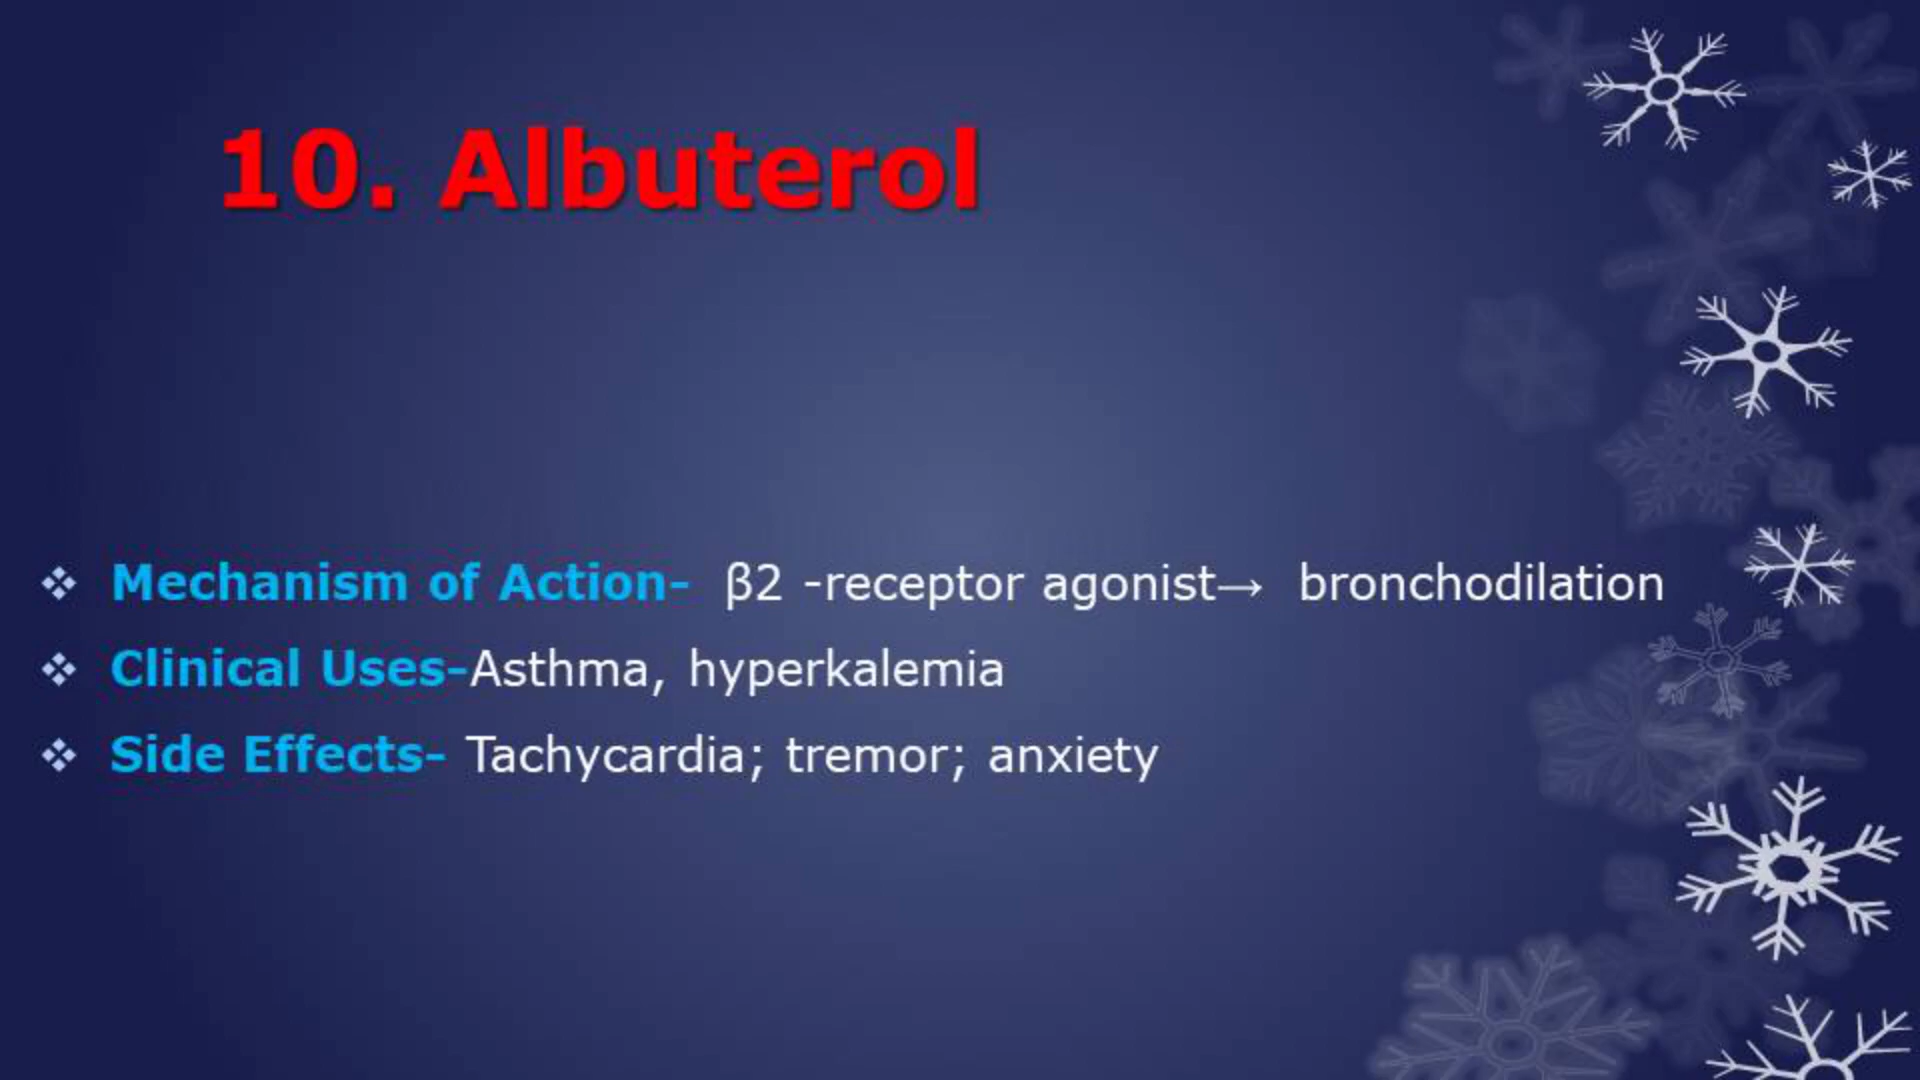 10. Albuterol
❖ Mechanism of Action- β2 -receptor agonist→ bronchodilation
❖ Clinical Uses-Asthma, hyperkalemia
❖ Side Effects- Tachycardia; tremor; anxiety